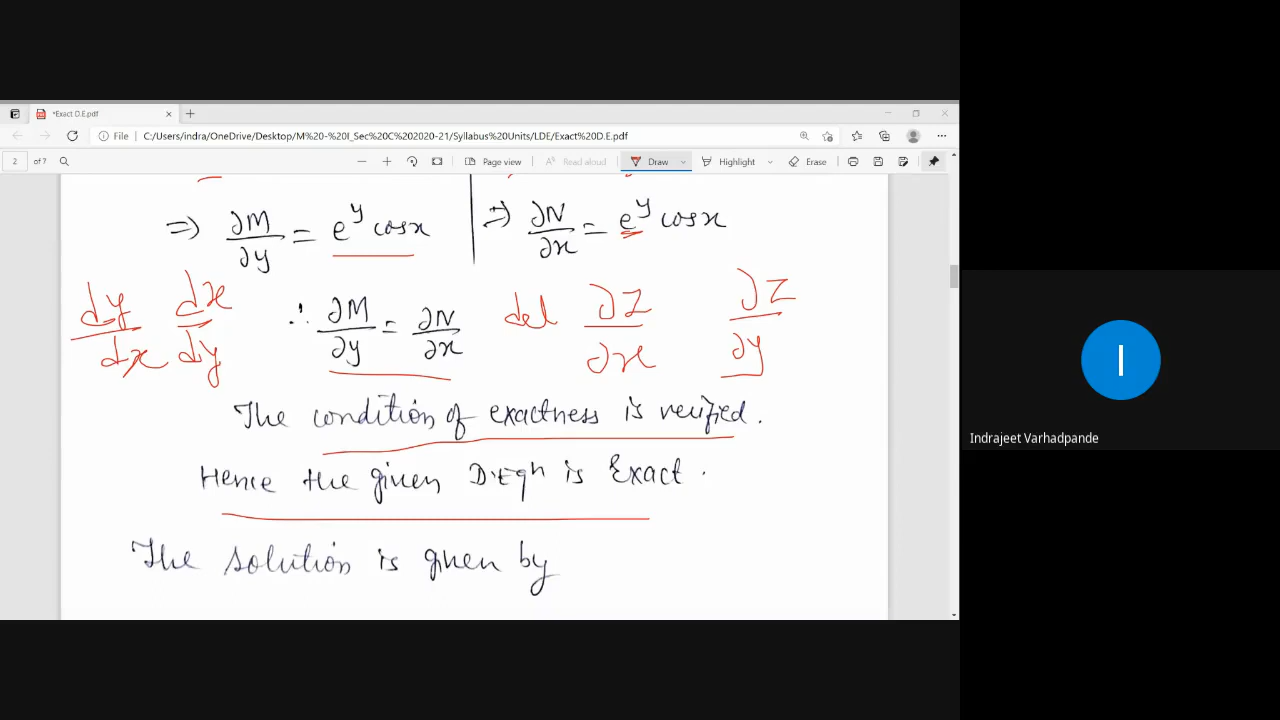 *Exact D.E.pdf
File C:/Users/indra/OneDrive/Desktop/M%20-%20I_Sec%20C%202020-21/Syllabus%20Units/LDE/Exact%20D.E.pdf
2 of 7 Page view Read aloud Draw Highlight Erase
⇒ ∂M/∂y = e^y cosx ⇒ ∂N/∂x = e^y cosx
dy/dx dx/dy ∴ ∂M/∂y = ∂N/∂x del ∂Z/∂x ∂Z/∂y
The condition of exactness is verified.
Hence the given D.Eqn is Exact.
The solution is given by
I
Indrajeet Varhadpande